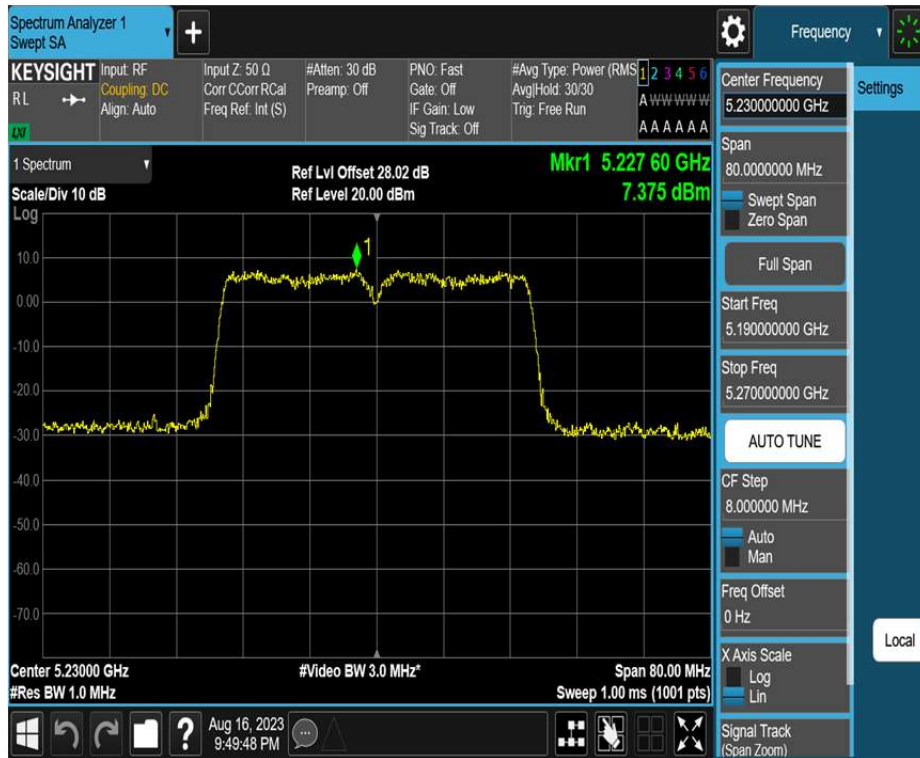 Spectrum Analyzer 1
Swept SA
+
Frequency
KEYSIGHT
R L
LXI
Input: RF
Coupling: DC
Align: Auto
Input Z: 50 Ω
Corr CCorr RCal
Freq Ref: Int (S)
#Atten: 30 dB
Preamp: Off
PNO: Fast
Gate: Off
IF Gain: Low
Sig Track: Off
#Avg Type: Power (RMS
Avg|Hold: 30/30
Trig: Free Run
1 2 3 4 5 6
A W W W W W
A A A A A A
Center Frequency
5.230000000 GHz
Settings
Span
80.0000000 MHz
Swept Span
Zero Span
Full Span
Start Freq
5.190000000 GHz
Stop Freq
5.270000000 GHz
AUTO TUNE
CF Step
8.000000 MHz
Auto
Man
Freq Offset
0 Hz
X Axis Scale
Log
Lin
Signal Track
(Span Zoom)
Local
1 Spectrum
Scale/Div 10 dB
Log
Ref Lvl Offset 28.02 dB
Ref Level 20.00 dBm
Mkr1 5.227 60 GHz
7.375 dBm
1
10.0
0.00
-10.0
-20.0
-30.0
-40.0
-50.0
-60.0
-70.0
Center 5.23000 GHz
#Res BW 1.0 MHz
#Video BW 3.0 MHz*
Span 80.00 MHz
Sweep 1.00 ms (1001 pts)
?
Aug 16, 2023
9:49:48 PM